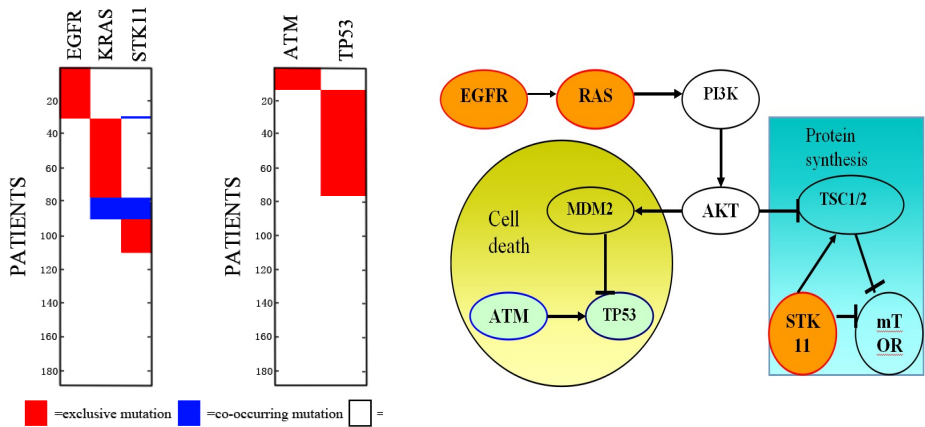 EGFR
KRAS
STK11
20
40
60
80
100
120
140
160
180
PATIENTS
ATM
TP53
20
40
60
80
100
120
140
160
180
PATIENTS
=exclusive mutation
=co-occurring mutation
=
EGFR
RAS
PI3K
AKT
Cell
death
MDM2
ATM
TP53
Protein
synthesis
TSC1/2
STK
11
mT
OR